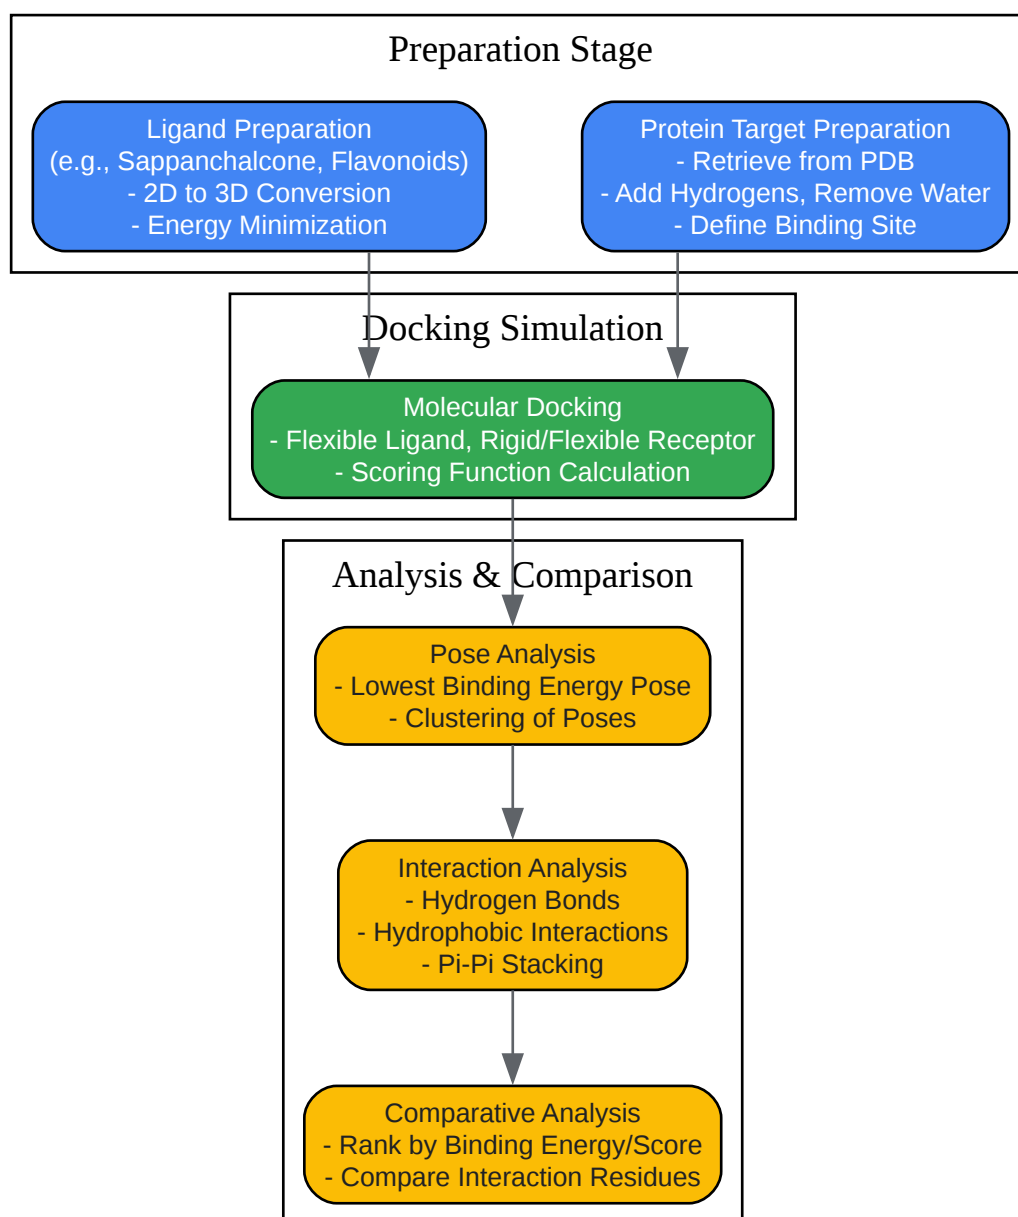 Preparation Stage
Ligand Preparation
(e.g., Sappanchalcone, Flavonoids)
- 2D to 3D Conversion
- Energy Minimization
Protein Target Preparation
- Retrieve from PDB
- Add Hydrogens, Remove Water
- Define Binding Site
Docking Simulation
Molecular Docking
- Flexible Ligand, Rigid/Flexible Receptor
- Scoring Function Calculation
Analysis & Comparison
Pose Analysis
- Lowest Binding Energy Pose
- Clustering of Poses
Interaction Analysis
- Hydrogen Bonds
- Hydrophobic Interactions
- Pi-Pi Stacking
Comparative Analysis
- Rank by Binding Energy/Score
- Compare Interaction Residues